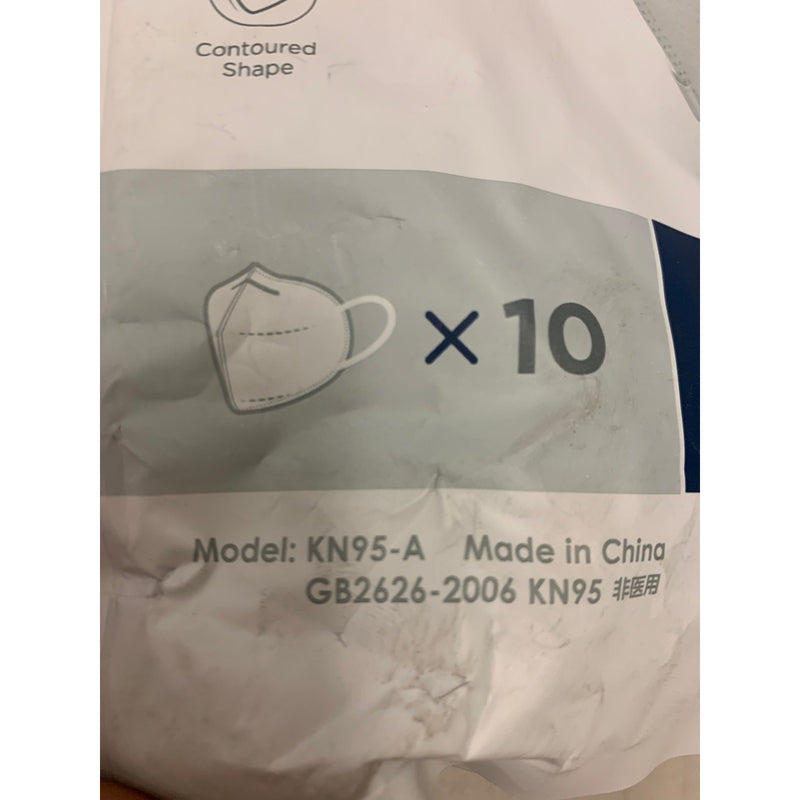 Contoured
Shape
× 10
Model: KN95-A Made in China
GB2626-2006 KN95 非医用